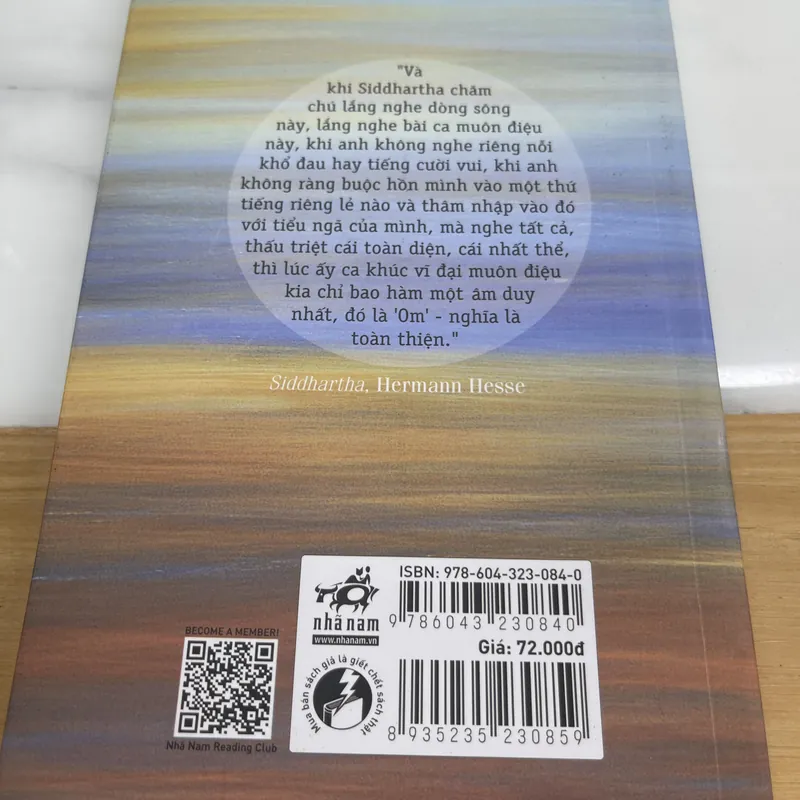 "Và
khi Siddhartha chăm
chú lắng nghe dòng sông
này, lắng nghe bài ca muôn điệu
này, khi anh không nghe riêng nỗi
khổ đau hay tiếng cười vui, khi anh
không ràng buộc hồn mình vào một thứ
tiếng riêng lẻ nào và thâm nhập vào đó
với tiểu ngã của mình, mà nghe tất cả,
thấu triệt cái toàn diện, cái nhất thể,
thì lúc ấy ca khúc vĩ đại muôn điệu
kia chỉ bao hàm một âm duy
nhất, đó là 'Om' - nghĩa là
toàn thiện."
Siddhartha, Hermann Hesse
BECOME A MEMBER!
Nhã Nam Reading Club
nhã nam
www.nhanam.vn
Mua bán sách giả là giết chết sách thật
ISBN: 978-604-323-084-0
9 786043 230840
Giá: 72.000đ
8 935235 230859